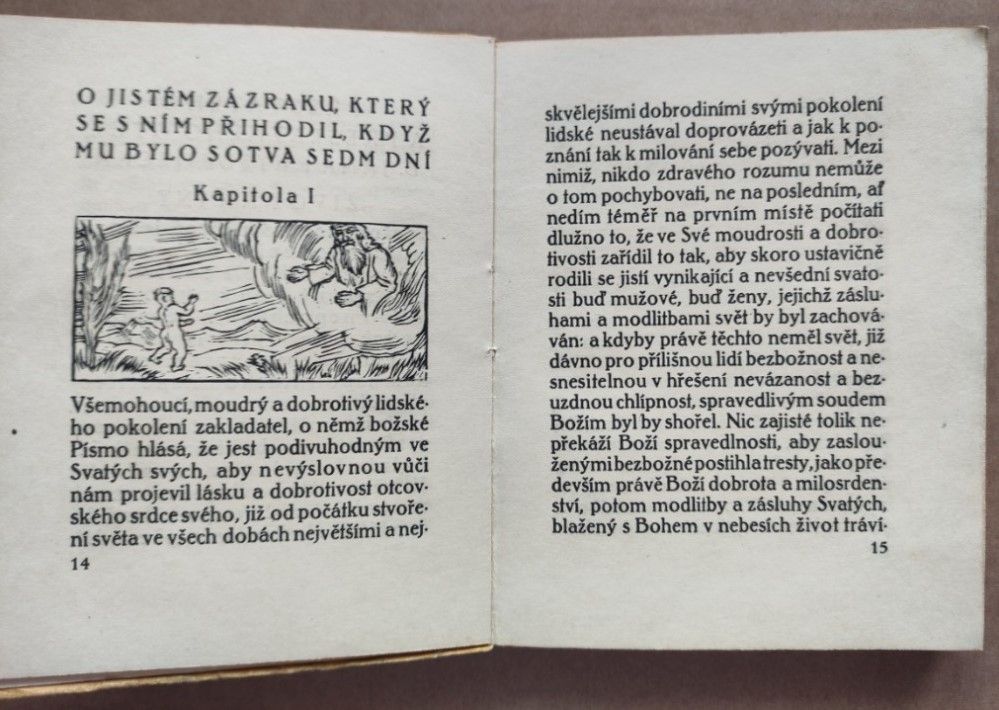 O JISTÉM ZÁZRAKU, KTERÝ
SE S NÍM PŘIHODIL, KDYŽ
MU BYLO SOTVA SEDM DNÍ
Kapitola I
Všemohoucí, moudrý a dobrotivý lidské-
ho pokolení zakladatel, o němž božské
Písmo hlásá, že jest podivuhodným ve
Svatých svých, aby nevýslovnou vůči
nám projevil lásku a dobrotivost otcov-
ského srdce svého, již od počátku stvoře-
ní světa ve všech dobách největšími a nej-
14
skvělejšími dobrodiními svými pokolení
lidské neustával doprovázeti a jak k po-
znání tak k milování sebe pozývati. Mezi
nimiž, nikdo zdravého rozumu nemůže
o tom pochybovati, ne na posledním, ať
nedím téměř na prvním místě počítati
dlužno to, že ve Své moudrosti a dobro-
tivosti zařídil to tak, aby skoro ustavičně
rodili se jistí vynikající a nevšední svato-
sti buď mužové, buď ženy, jejichž záslu-
hami a modlitbami svět by byl zachov-
áván: a kdyby právě těchto neměl svět, již
dávno pro přílišnou lidí bezbožnost a ne-
snesitelnou v hřešení nevázanost a bez-
uzdnou chlípnost, spravedlivým soudem
Božím byl by shořel. Nic zajisté tolik ne-
překáží Boží spravedlnosti, aby zaslou-
ženými bezbožné postihla tresty, jako pře-
devším právě Boží dobrota a milosrden-
ství, potom modlitby a zásluhy Svatých,
blažený s Bohem v nebesích život tráví-
15